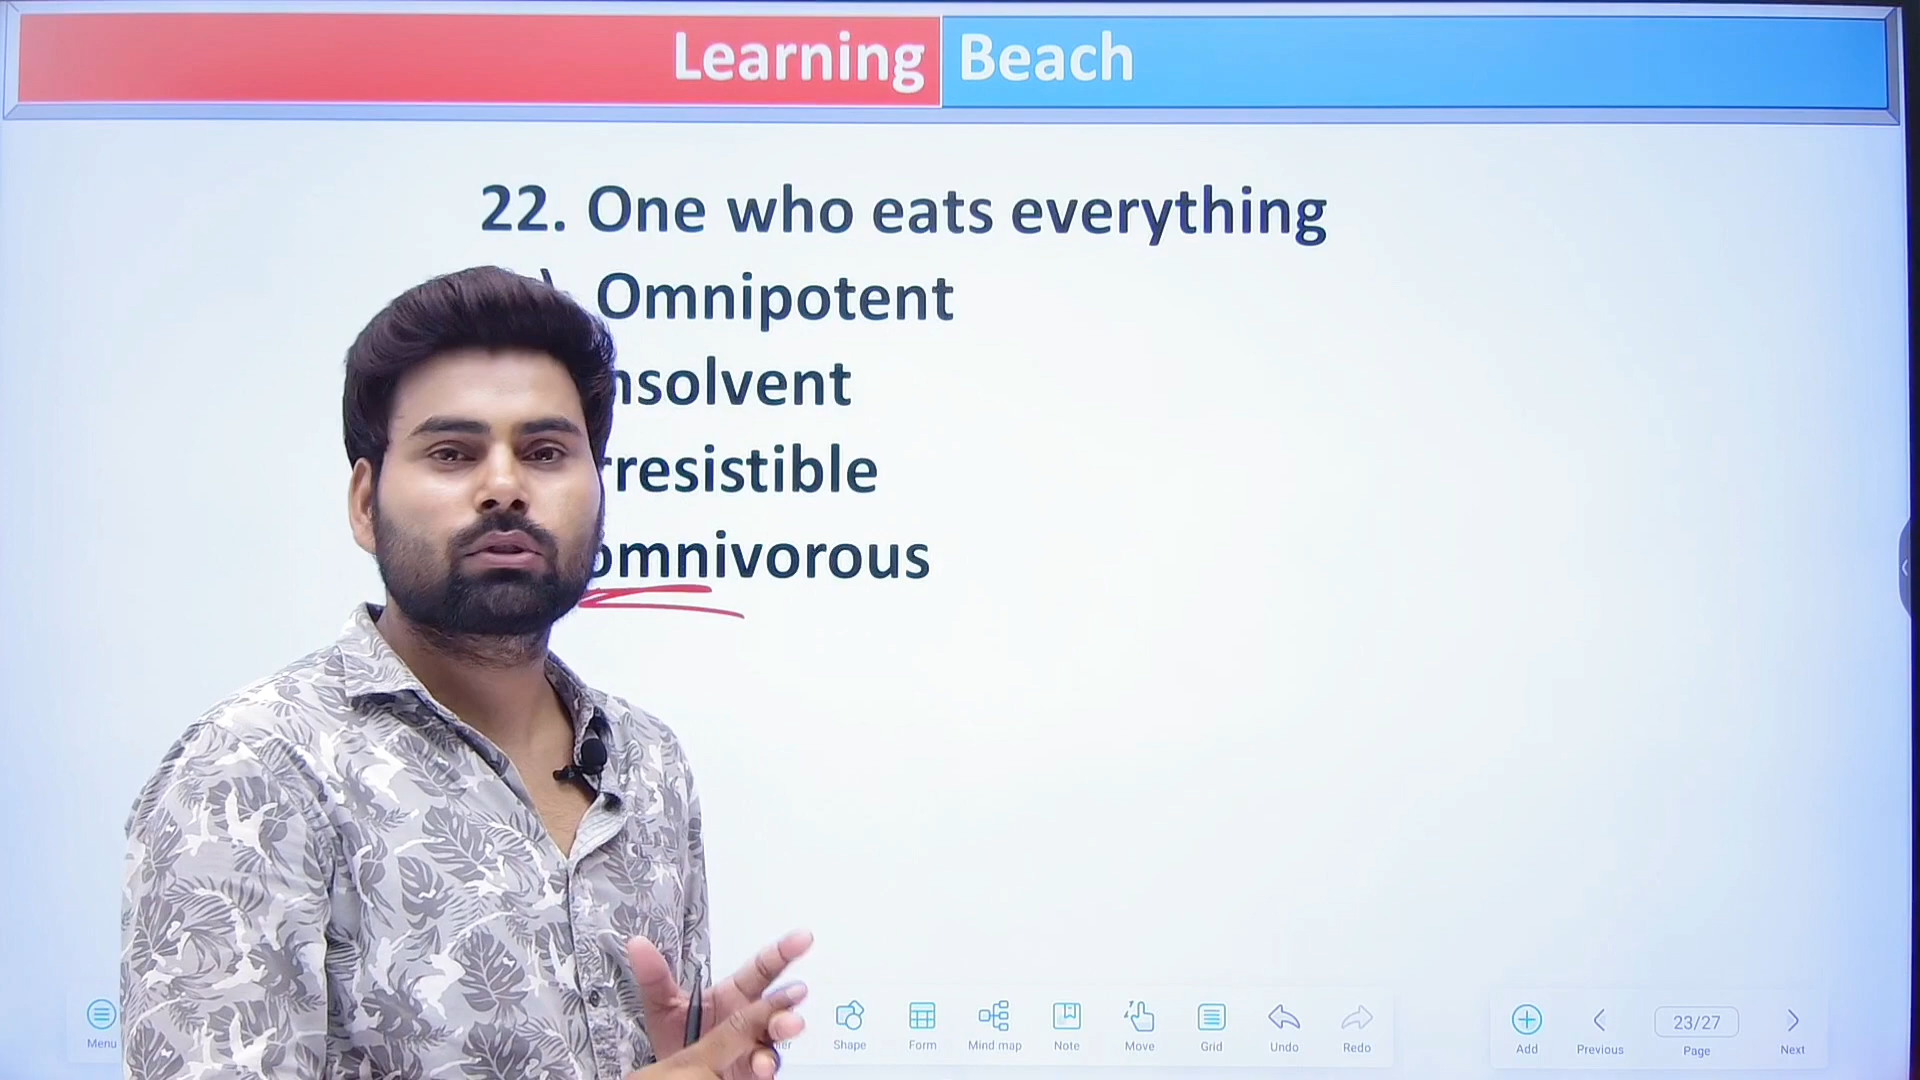 Learning Beach
22. One who eats everything
Omnipotent
nsolvent
rresistible
omnivorous
Menu
Shape
Form
Mind map
Note
Move
Grid
Undo
Redo
Add
Previous
23/27
Page
Next